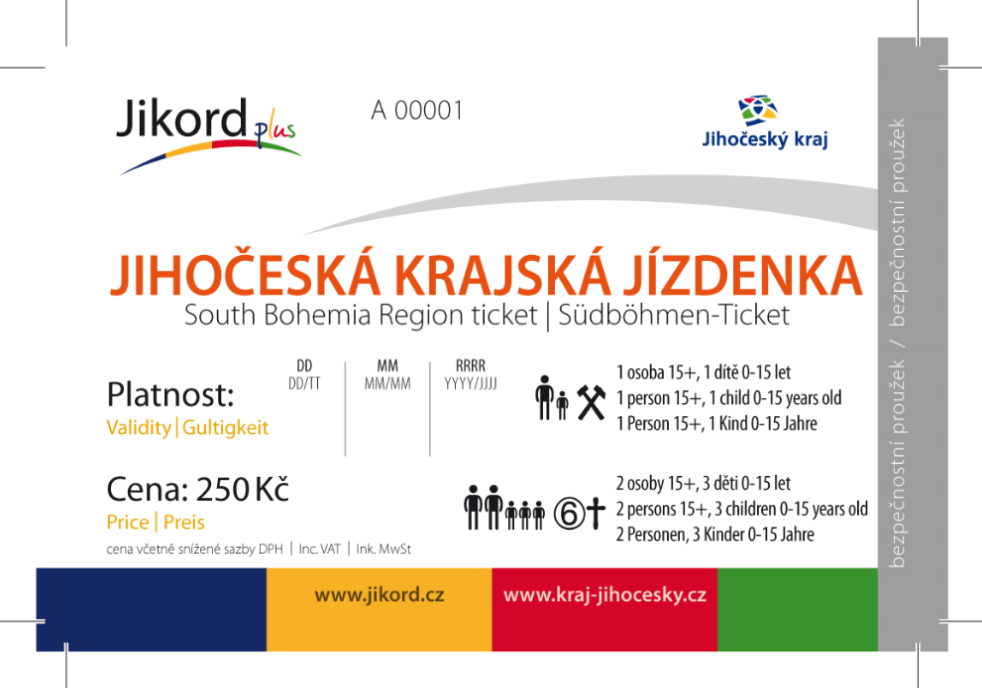 Jikord plus
A 00001
Jihočeský kraj
JIHOČESKÁ KRAJSKÁ JÍZDENKA
South Bohemia Region ticket | Südböhmen-Ticket
Platnost:
Validity | Gultigkeit
DD
DD/TT
MM
MM/MM
RRRR
YYYY/JJJJ
1 osoba 15+, 1 dítě 0-15 let
1 person 15+, 1 child 0-15 years old
1 Person 15+, 1 Kind 0-15 Jahre
Cena: 250 Kč
Price | Preis
cena včetně snížené sazby DPH | Inc. VAT | Ink. MwSt
6
2 osoby 15+, 3 děti 0-15 let
2 persons 15+, 3 children 0-15 years old
2 Personen, 3 Kinder 0-15 Jahre
www.jikord.cz
www.kraj-jihocesky.cz
bezpečnostní proužek / bezpečnostní proužek